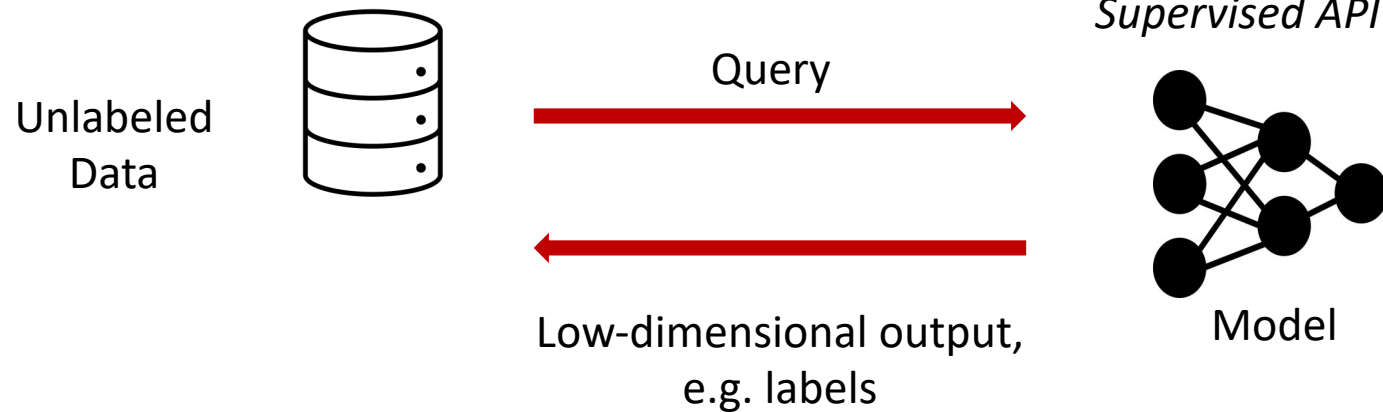 Supervised API
Query
Unlabeled
Data
Low-dimensional output,
e.g. labels
Model